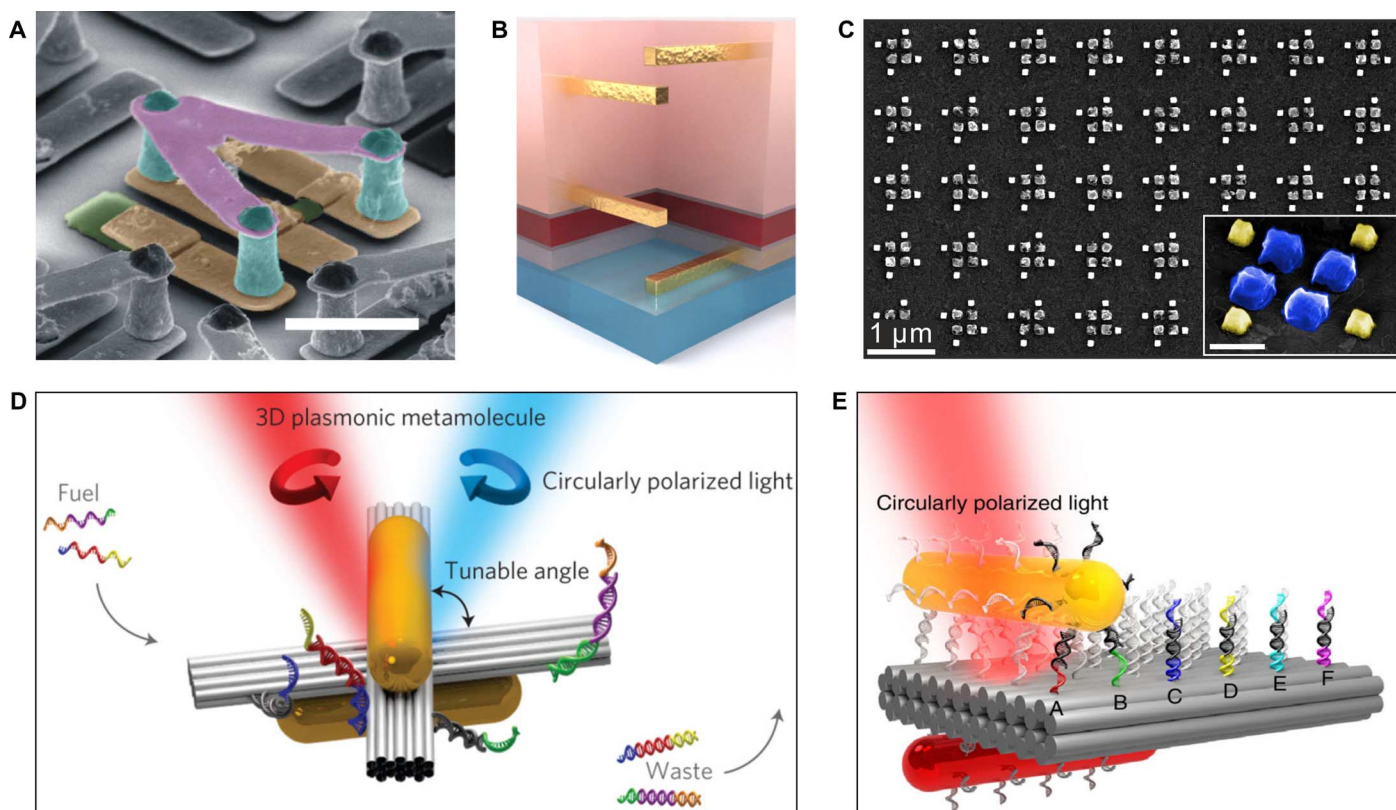 A
B
C
1 μm
D
3D plasmonic metamolecule
Circularly polarized light
Fuel
Tunable angle
Waste
E
Circularly polarized light
A
B
C
D
E
F